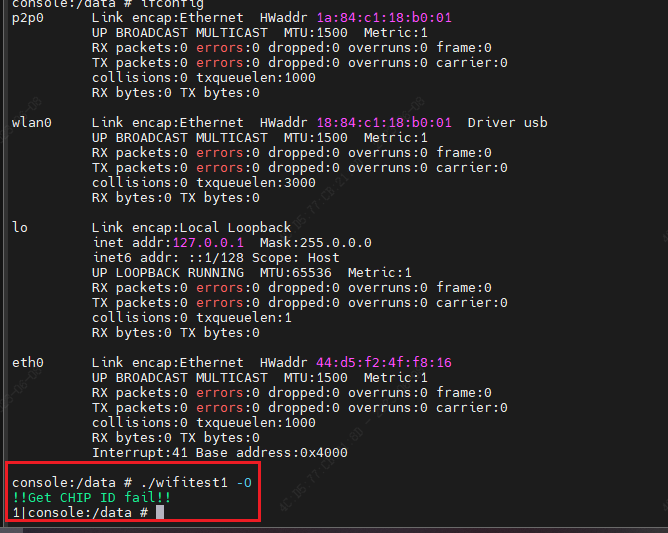 console:/data # ifconfig
p2p0 Link encap:Ethernet HWaddr 1a:84:c1:18:b0:01
UP BROADCAST MULTICAST MTU:1500 Metric:1
RX packets:0 errors:0 dropped:0 overruns:0 frame:0
TX packets:0 errors:0 dropped:0 overruns:0 carrier:0
collisions:0 txqueuelen:1000
RX bytes:0 TX bytes:0
wlan0 Link encap:Ethernet HWaddr 18:84:c1:18:b0:01 Driver usb
UP BROADCAST MULTICAST MTU:1500 Metric:1
RX packets:0 errors:0 dropped:0 overruns:0 frame:0
TX packets:0 errors:0 dropped:0 overruns:0 carrier:0
collisions:0 txqueuelen:3000
RX bytes:0 TX bytes:0
lo Link encap:Local Loopback
inet addr:127.0.0.1 Mask:255.0.0.0
inet6 addr: ::1/128 Scope: Host
UP LOOPBACK RUNNING MTU:65536 Metric:1
RX packets:0 errors:0 dropped:0 overruns:0 frame:0
TX packets:0 errors:0 dropped:0 overruns:0 carrier:0
collisions:0 txqueuelen:1
RX bytes:0 TX bytes:0
eth0 Link encap:Ethernet HWaddr 44:d5:f2:4f:f8:16
UP BROADCAST MULTICAST MTU:1500 Metric:1
RX packets:0 errors:0 dropped:0 overruns:0 frame:0
TX packets:0 errors:0 dropped:0 overruns:0 carrier:0
collisions:0 txqueuelen:1000
RX bytes:0 TX bytes:0
Interrupt:41 Base address:0x4000
console:/data # ./wifitest1 -O
!!Get CHIP ID fail!!
1|console:/data #